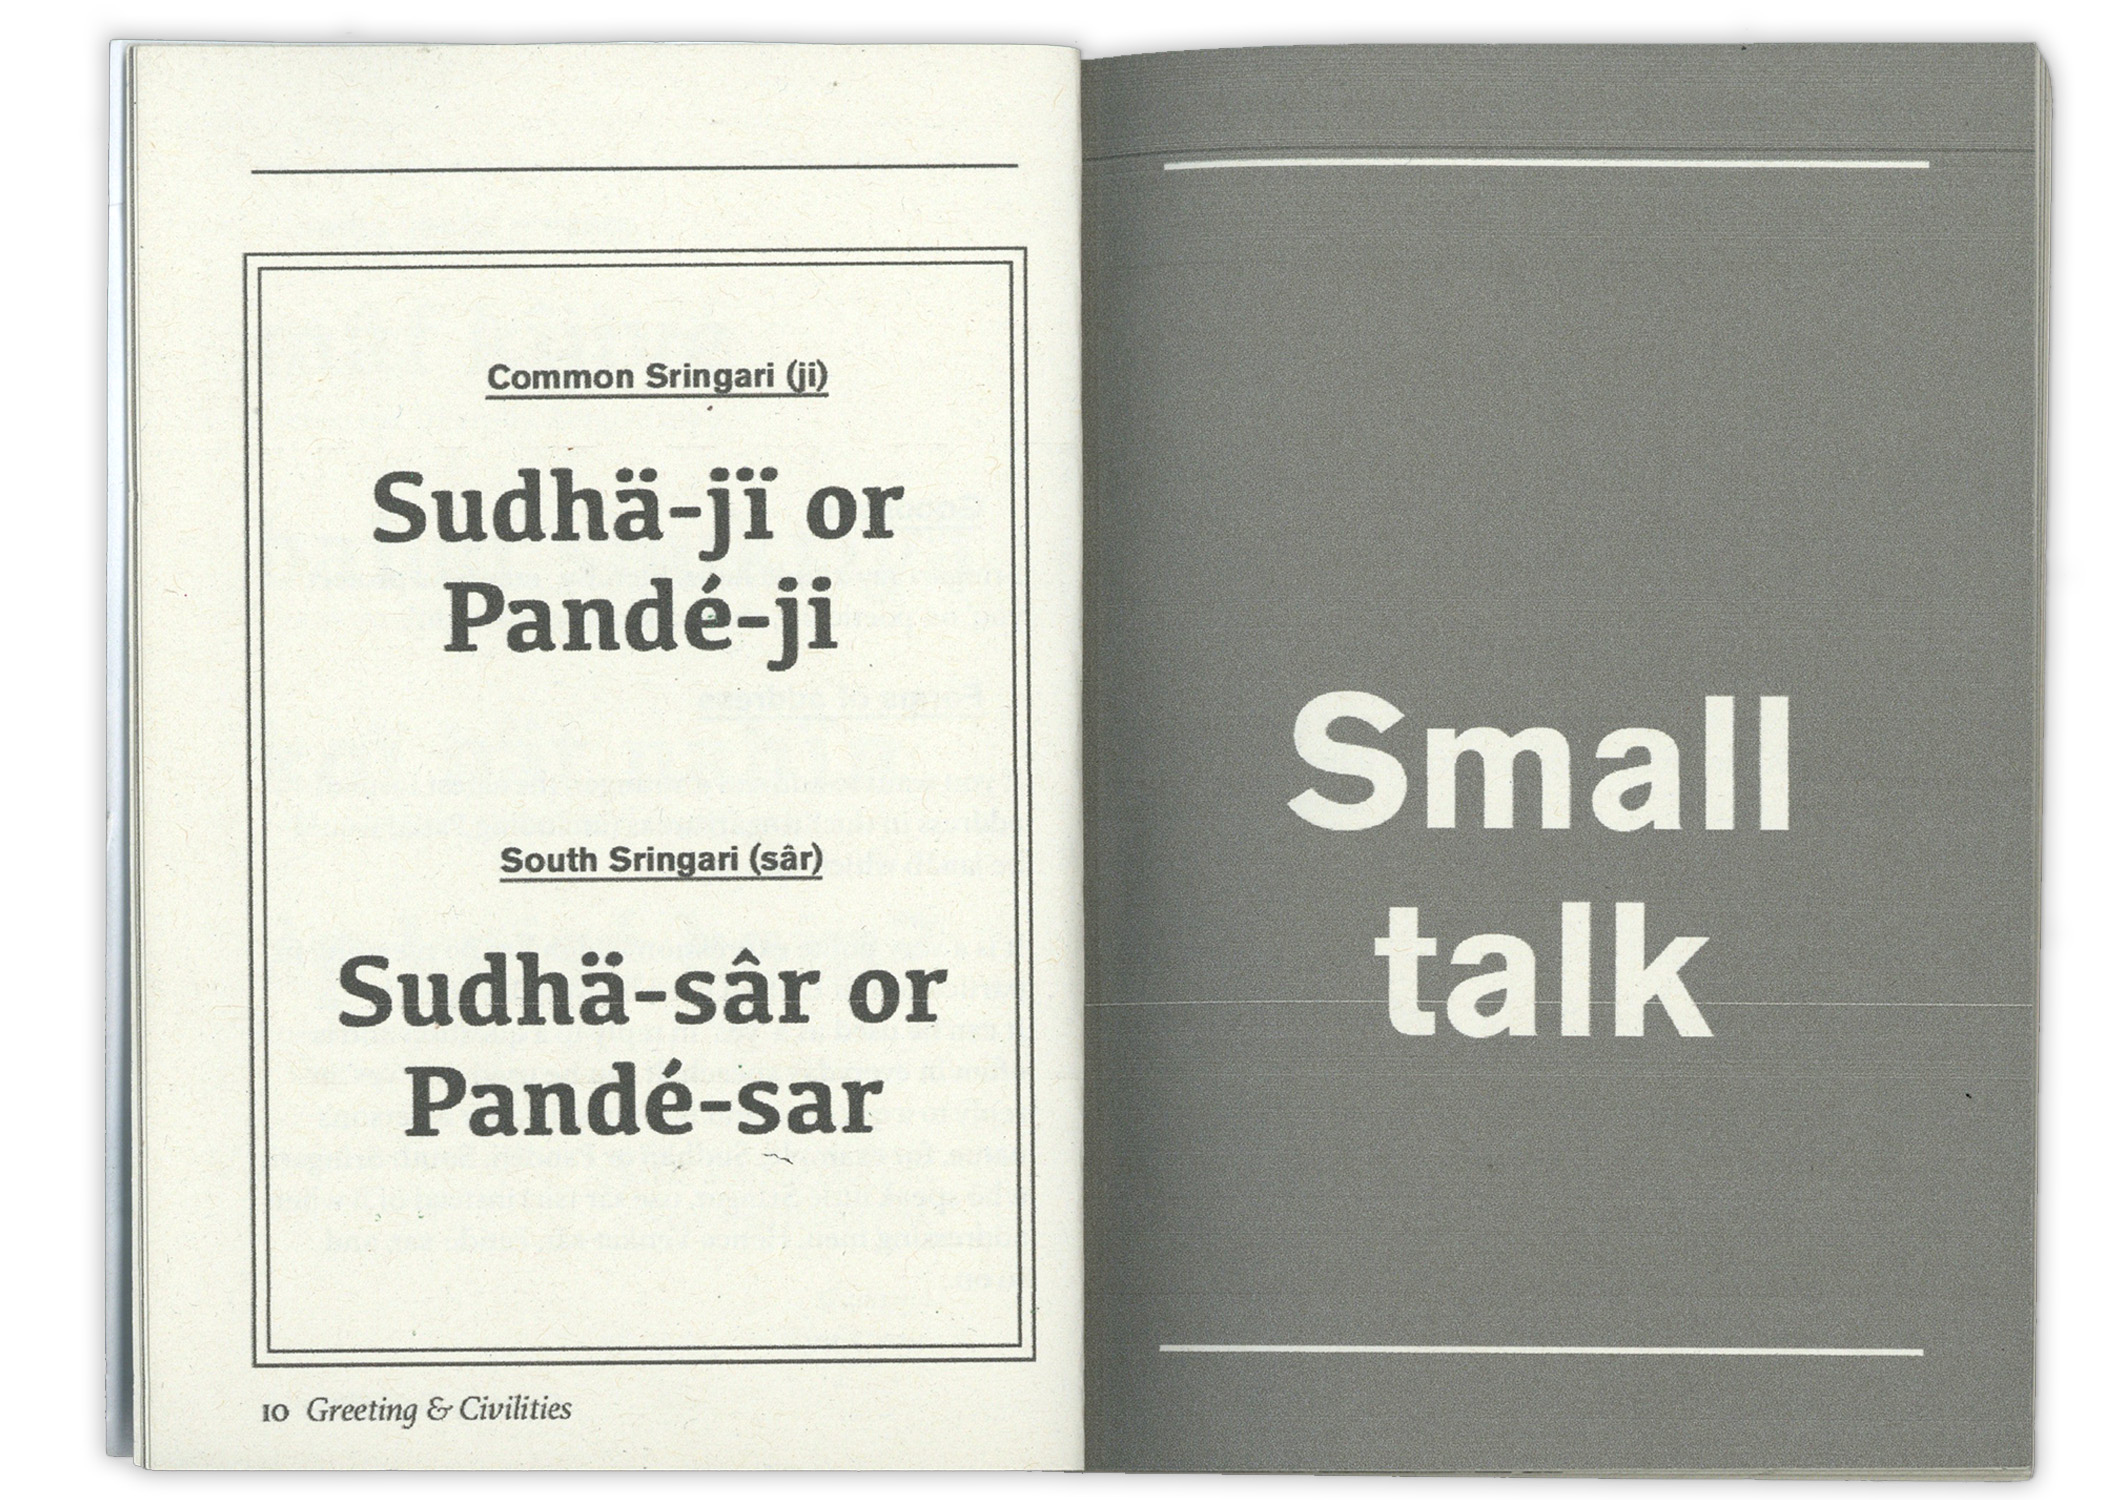 Common Sringari (ji)
Sudhä-jï or
Pandé-ji
South Sringari (sâr)
Sudhä-sâr or
Pandé-sar
10 Greeting & Civilities
Small
talk